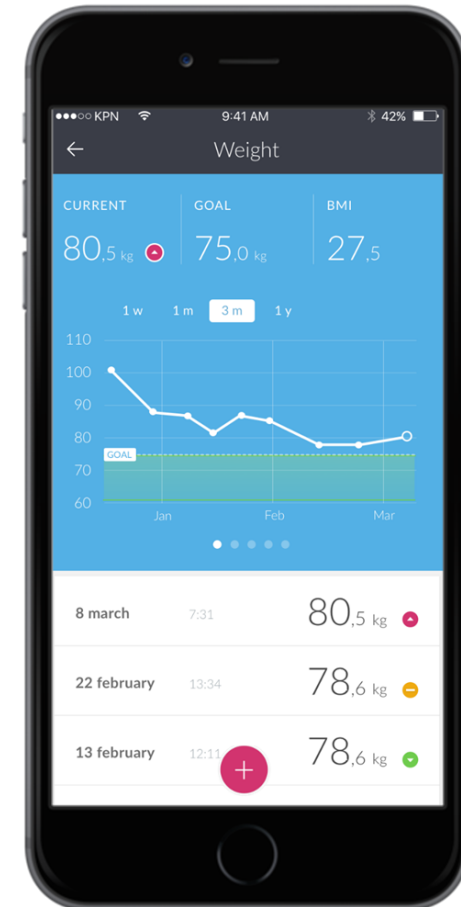 KPN 9:41 AM 42%
Weight
CURRENT GOAL BMI
80,5 kg 75,0 kg 27,5
1 w 1 m 3 m 1 y
110
100
90
80
GOAL
70
60
Jan Feb Mar
8 march 7:31 80,5 kg
22 february 13:34 78,6 kg
13 february 12:11 78,6 kg
+